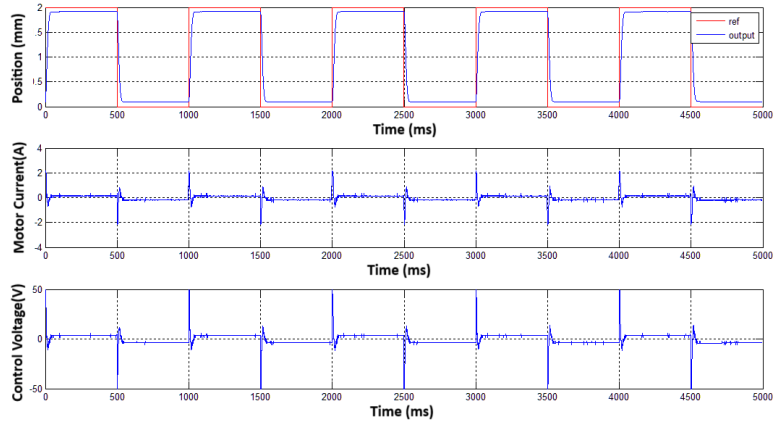 Position (mm)
2
.5
1
0.5
0
0 500 1000 1500 2000 2500 3000 3500 4000 4500 5000
ref
output
Time (ms)
Motor Current(A)
4
2
0
-2
-4
0 500 1000 1500 2000 2500 3000 3500 4000 4500 5000
Time (ms)
Control Voltage(V)
50
0
-50
0 500 1000 1500 2000 2500 3000 3500 4000 4500 5000
Time (ms)